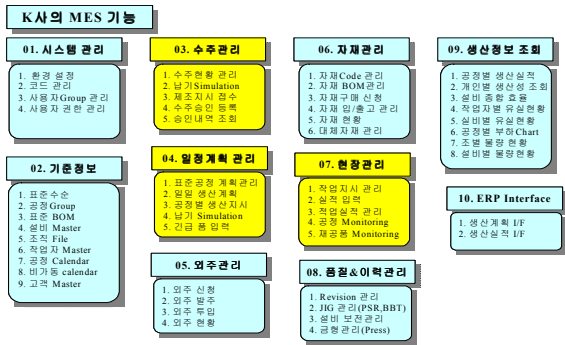 K사의 MES 기능
01. 시스템 관리
1. 환경 설정
2. 코드 관리
3. 사용자Group 관리
4. 사용자 권한 관리
02. 기준정보
1. 표준수순
2. 공정Group
3. 표준 BOM
4. 설비 Master
5. 조직 File
6. 작업자 Master
7. 공정 Calendar
8. 비가동 calendar
9. 고객 Master
03. 수주관리
1. 수주현황 관리
2. 납기Simulation
3. 제조지시 접수
4. 수주승인 등록
5. 승인내역 조회
04. 일정계획 관리
1. 표준공정 계획관리
2. 일일 생산계획
3. 공정별 생산지시
4. 납기 Simulation
5. 긴급 품 입력
05. 외주관리
1. 외주 신청
2. 외주 발주
3. 외주 투입
4. 외주 현황
06. 자재관리
1. 자재Code 관리
2. 자재 BOM관리
3. 자재구매 신청
4. 자재 입/출고 관리
5. 자재 현황
6. 대체자재 관리
07. 현장관리
1. 작업지시 관리
2. 실적 입력
3. 작업실적 관리
4. 공정 Monitoring
5. 재공품 Monitoring
08. 품질&이력관리
1. Revision 관리
2. JIG 관리(PSR,BBT)
3. 설비 보전관리
4. 금형관리(Press)
09. 생산정보 조회
1. 공정별 생산실적
2. 개인별 생산성 조회
3. 설비 종합 효율
4. 작업자별 유실현황
5. 설비별 유실현황
6. 공정별 부하Chart
7. 조별 불량 현황
8. 설비별 불량현황
10. ERP Interface
1. 생산계획 I/F
2. 생산실적 I/F